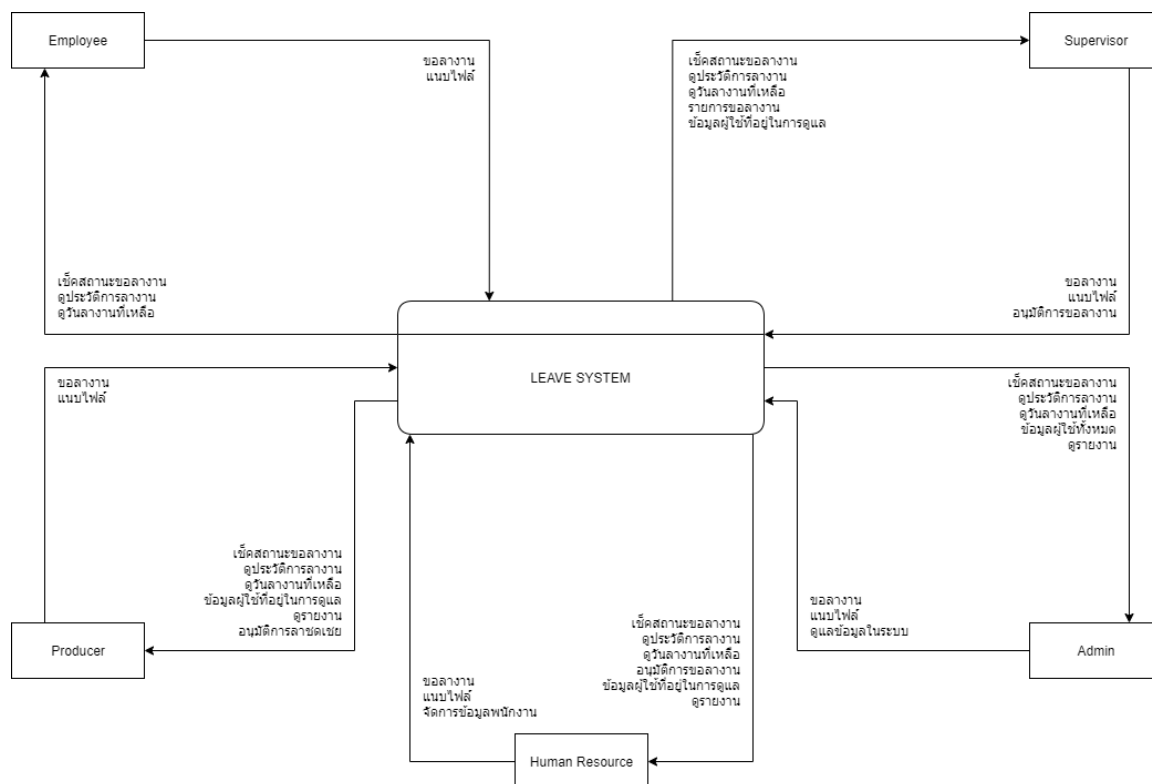 Employee
Supervisor
ขอลางาน
แนบไฟล์
เช็คสถานะขอลางาน
ดูประวัติการลางาน
ดูวันลางานที่เหลือ
รายการขอลางาน
ข้อมูลผู้ใช้ที่อยู่ในการดูแล
เช็คสถานะขอลางาน
ดูประวัติการลางาน
ดูวันลางานที่เหลือ
ขอลางาน
แนบไฟล์
อนุมัติการขอลางาน
LEAVE SYSTEM
ขอลางาน
แนบไฟล์
เช็คสถานะขอลางาน
ดูประวัติการลางาน
ดูวันลางานที่เหลือ
ข้อมูลผู้ใช้ทั้งหมด
ดูรายงาน
เช็คสถานะขอลางาน
ดูประวัติการลางาน
ดูวันลางานที่เหลือ
ข้อมูลผู้ใช้ที่อยู่ในการดูแล
ดูรายงาน
อนุมัติการลาชดเชย
Producer
ขอลางาน
แนบไฟล์
ดูแลข้อมูลในระบบ
Admin
ขอลางาน
แนบไฟล์
จัดการข้อมูลพนักงาน
เช็คสถานะขอลางาน
ดูประวัติการลางาน
ดูวันลางานที่เหลือ
อนุมัติการขอลางาน
ข้อมูลผู้ใช้ที่อยู่ในการดูแล
ดูรายงาน
Human Resource